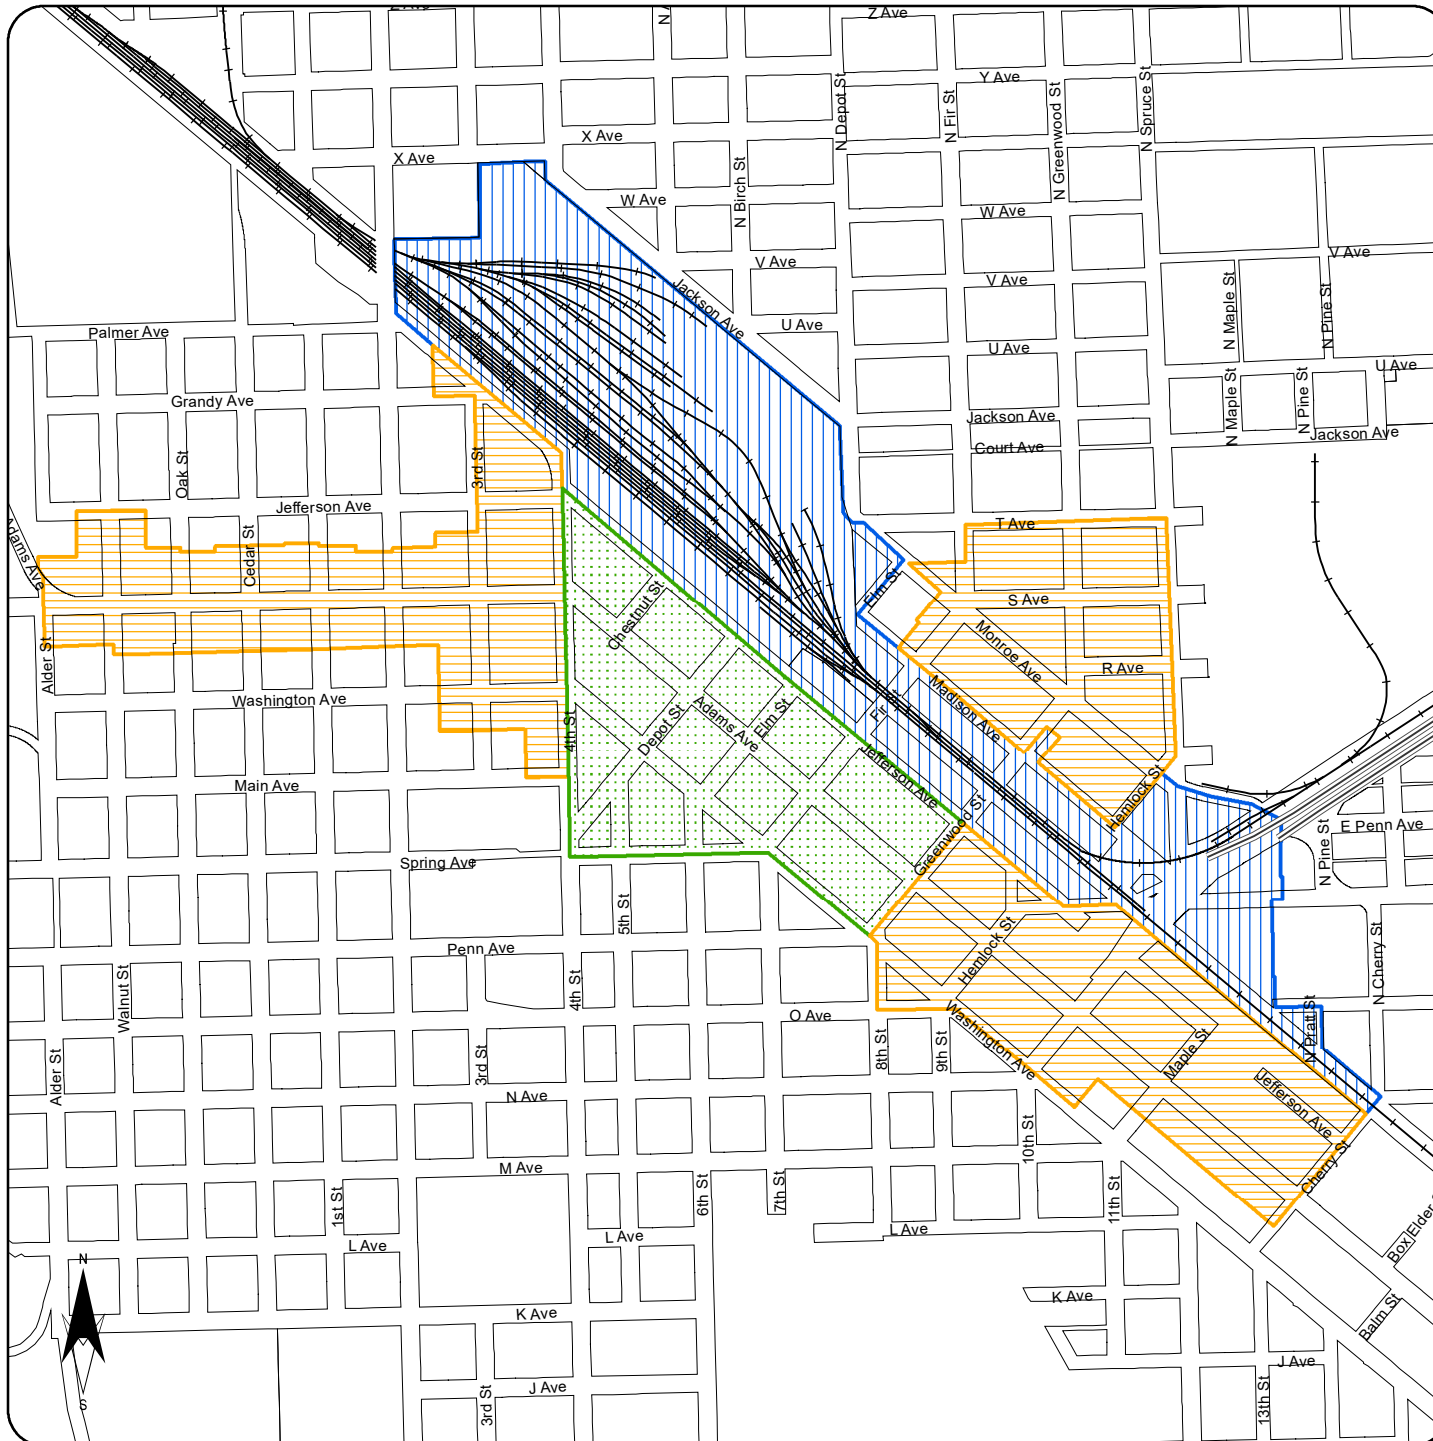 Z Ave
Y Ave
N Depot St
N Fir St
N Greenwood St
N Spruce St
X Ave
X Ave
N Birch St
W Ave
W Ave
V Ave
V Ave
V Ave
N Maple St
N Pine St
Jackson Ave
U Ave
U Ave
U Ave
Palmer Ave
Grandy Ave
N Maple St
N Pine St
Jackson Ave
Jackson Ave
Court Ave
Oak St
3rd St
Jefferson Ave
T Ave
Adams Ave
Cedar St
Elm St
S Ave
Chestnut St
Monroe Ave
R Ave
Alder St
Washington Ave
Madison Ave
4th St
Depot St
Adams Ave
Elm St
Jefferson Ave
Main Ave
Hemlock St
Greenwood St
E Penn Ave
N Pine St
Spring Ave
5th St
Penn Ave
Hemlock St
N Cherry St
Walnut St
4th St
O Ave
Washington Ave
8th St
9th St
N Pratt St
Maple St
Alder St
3rd St
N Ave
Jefferson Ave
10th St
Cherry St
M Ave
1st St
6th St
7th St
11th St
L Ave
L Ave
L Ave
Box Elder
N
K Ave
K Ave
Balm St
J Ave
J Ave
3rd St
13th St
S